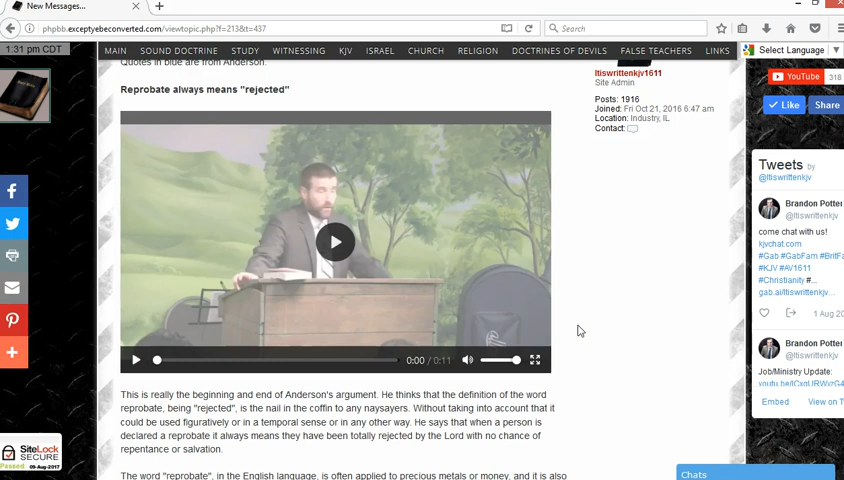 New Messages...
phpbb.exceptyebeconverted.com/viewtopic.php?f=213&t=437
Search
1:31 pm CDT
MAIN SOUND DOCTRINE STUDY WITNESSING KJV ISRAEL CHURCH RELIGION DOCTRINES OF DEVILS FALSE TEACHERS LINKS
Select Language
Quotes in blue are from Anderson.
Reprobate always means "rejected"
0:00 / 0:11
This is really the beginning and end of Anderson's argument. He thinks that the definition of the word
reprobate, being "rejected", is the nail in the coffin to any naysayers. Without taking into account that it
could be used figuratively or in a temporal sense or in any other way. He says that when a person is
declared a reprobate it always means they have been totally rejected by the Lord with no chance of
repentance or salvation.
The word "reprobate", in the English language, is often applied to precious metals or money, and it is also
Itiswrittenkjv1611
Site Admin
Posts: 1916
Joined: Fri Oct 21, 2016 6:47 am
Location: Industry, IL
Contact:
YouTube 318
Like Share
Tweets by
@Itiswrittenkjv
Brandon Potter
@Itiswrittenkjv
come chat with us!
kjvchat.com
#Gab #GabFam #BritF
#KJV #AV1611
#Christianity #...
gab.ai/Itiswrittenkjv...
1 Aug 20
Brandon Potter
@Itiswrittenkjv
Job/Ministry Update:
Embed View on T
SiteLock
SECURE
Passed 09-Aug-2017
Chats